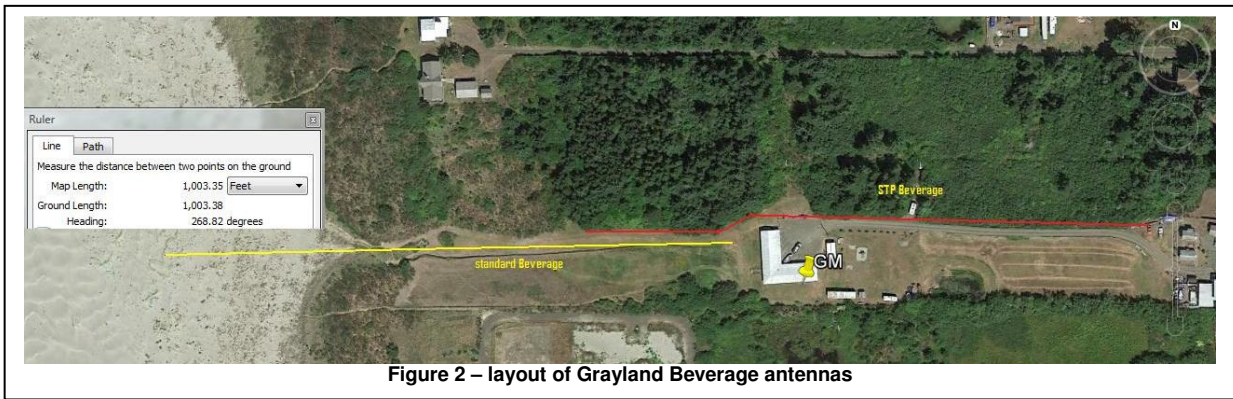 N
Ruler
Line Path
Measure the distance between two points on the ground
Map Length: 1,003.35 Feet
Ground Length: 1,003.38
Heading: 268.82 degrees
STP Beverage
standard Beverage
GM
Figure 2 – layout of Grayland Beverage antennas